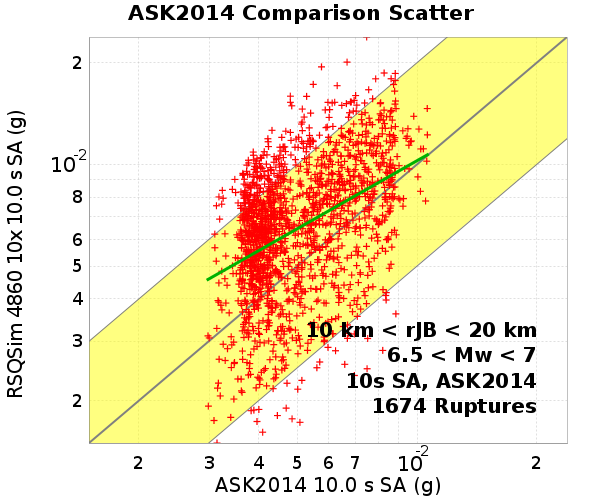 ASK2014 Comparison Scatter
RSQSim 4860 10x 10.0 s SA (g)
2
10-2
8
6
5
4
3
2
10 km < rJB < 20 km
6.5 < Mw < 7
10s SA, ASK2014
1674 Ruptures
2 3 4 5 6 7 10-2 2
ASK2014 10.0 s SA (g)